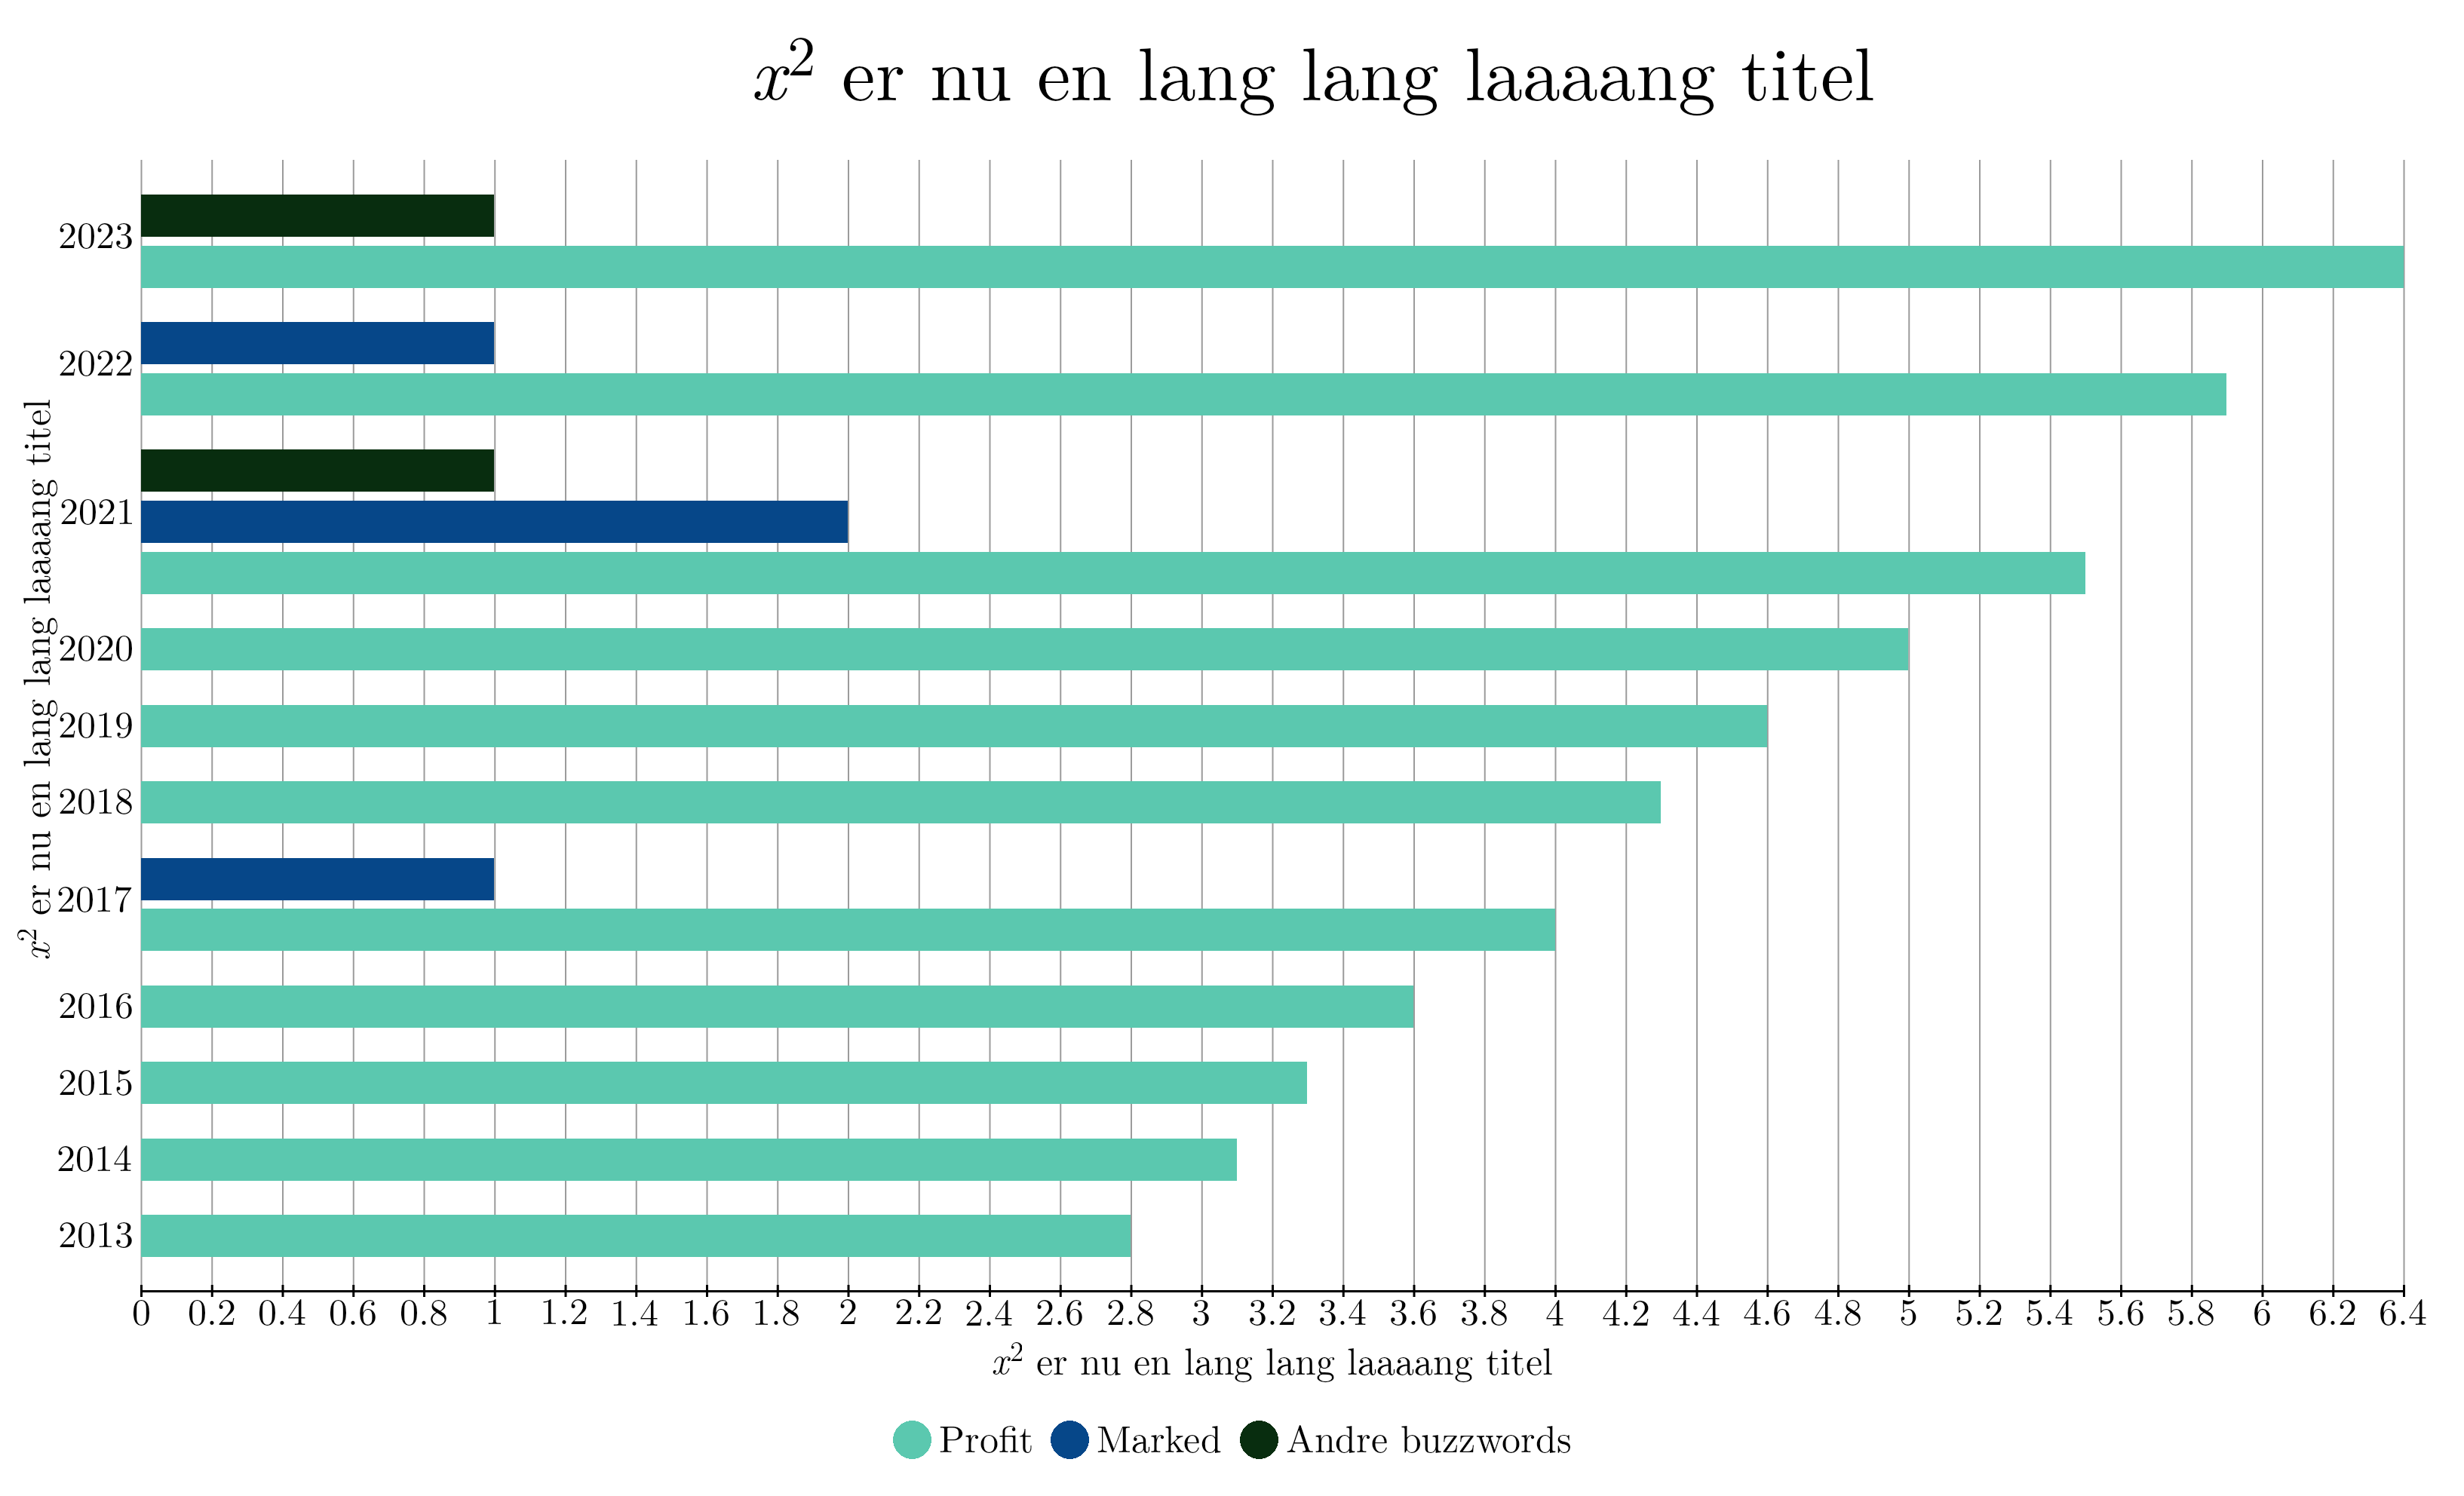 x² er nu en lang lang laaaang titel
x² er nu en lang lang laaaang titel
2023
2022
2021
2020
2019
2018
2017
2016
2015
2014
2013
0 0.2 0.4 0.6 0.8 1 1.2 1.4 1.6 1.8 2 2.2 2.4 2.6 2.8 3 3.2 3.4 3.6 3.8 4 4.2 4.4 4.6 4.8 5 5.2 5.4 5.6 5.8 6 6.2 6.4
x² er nu en lang lang laaaang titel
Profit Marked Andre buzzwords